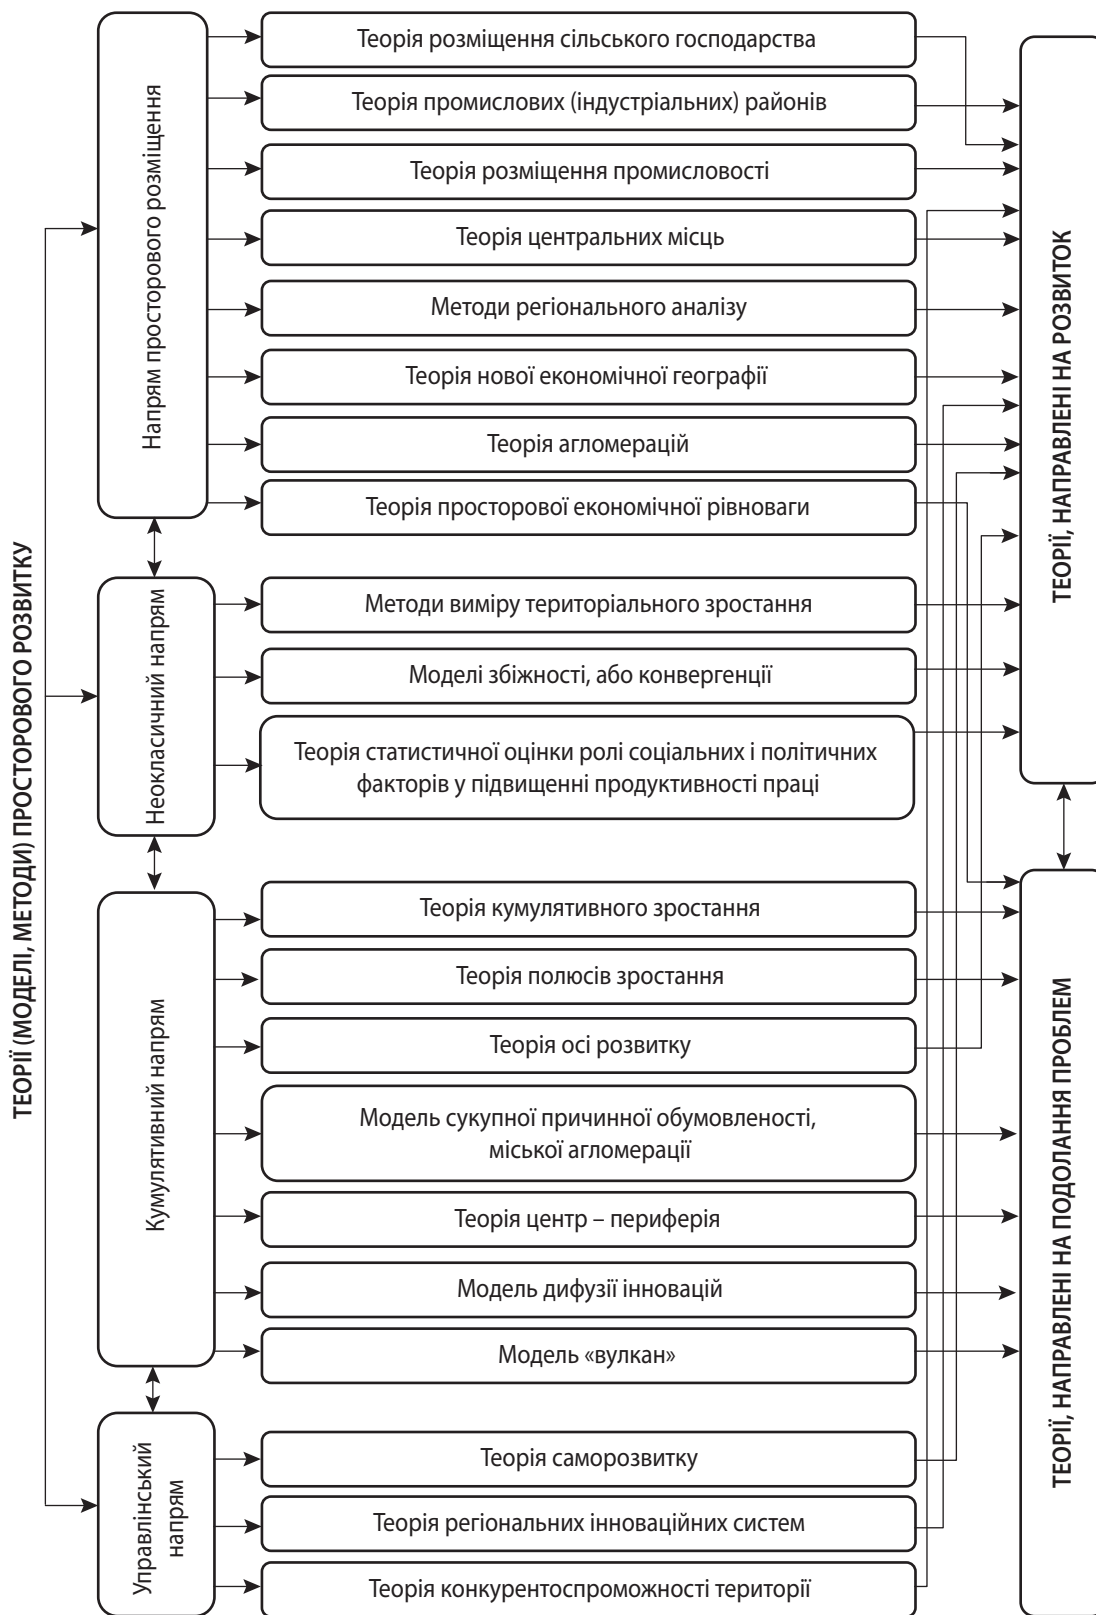 ТЕОРІЇ (МОДЕЛІ, МЕТОДИ) ПРОСТОРОВОГО РОЗВИТКУ
Напрям просторового розміщення
Теорія розміщення сільського господарства
Теорія промислових (індустріальних) районів
Теорія розміщення промисловості
Теорія центральних місць
Методи регіонального аналізу
Теорія нової економічної географії
Теорія агломерацій
Теорія просторової економічної рівноваги
Неокласичний напрям
Методи виміру територіального зростання
Моделі збіжності, або конвергенції
Теорія статистичної оцінки ролі соціальних і політичних
факторів у підвищенні продуктивності праці
Кумулятивний напрям
Теорія кумулятивного зростання
Теорія полюсів зростання
Теорія осі розвитку
Модель сукупної причинної обумовленості,
міської агломерації
Теорія центр – периферія
Модель дифузії інновацій
Модель «вулкан»
Управлінський
напрям
Теорія саморозвитку
Теорія регіональних інноваційних систем
Теорія конкурентоспроможності території
ТЕОРІЇ, НАПРАВЛЕНІ НА РОЗВИТОК
ТЕОРІЇ, НАПРАВЛЕНІ НА ПОДОЛАННЯ ПРОБЛЕМ